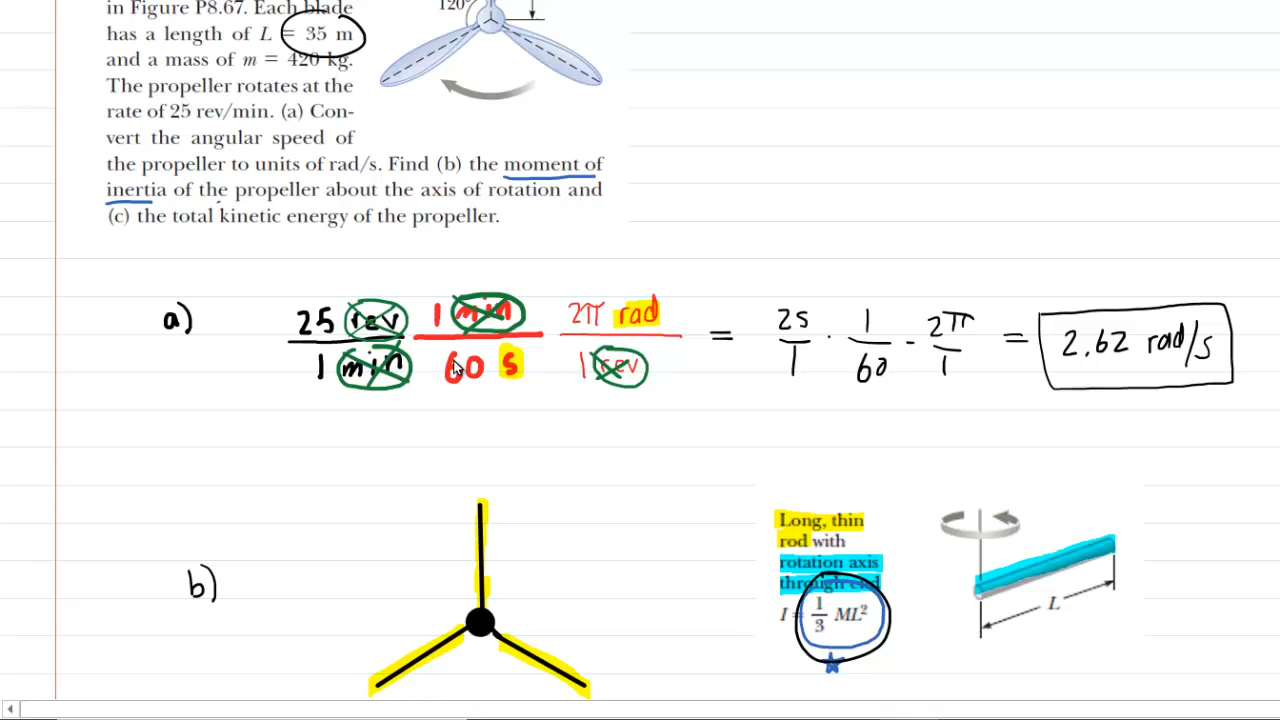 in Figure P8.67. Each blade
120°
has a length of L = 35 m
and a mass of m = 420 kg.
The propeller rotates at the
rate of 25 rev/min. (a) Con-
vert the angular speed of
the propeller to units of rad/s. Find (b) the moment of
inertia of the propeller about the axis of rotation and
(c) the total kinetic energy of the propeller.
a) 25 rev / 1 min 1 min / 60 s 2π rad / 1 rev = 25/1 · 1/60 · 2π/1 = 2.62 rad/s
b)
Long, thin
rod with
rotation axis
through end
I = 1/3 ML²
L